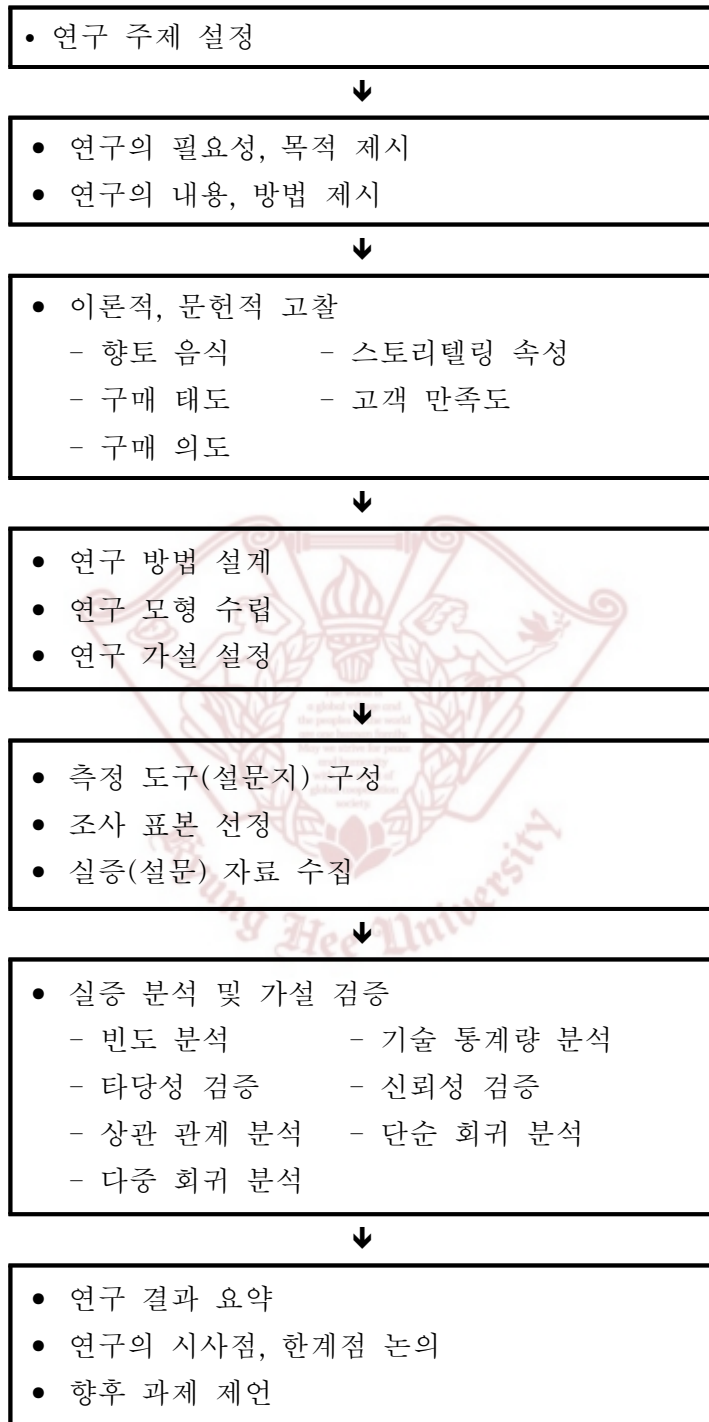 • 연구 주제 설정
● 연구의 필요성, 목적 제시
● 연구의 내용, 방법 제시
● 이론적, 문헌적 고찰
- 향토 음식 - 스토리텔링 속성
- 구매 태도 - 고객 만족도
- 구매 의도
● 연구 방법 설계
● 연구 모형 수립
● 연구 가설 설정
● 측정 도구(설문지) 구성
● 조사 표본 선정
● 실증(설문) 자료 수집
Kyung Hee University
● 실증 분석 및 가설 검증
- 빈도 분석 - 기술 통계량 분석
- 타당성 검증 - 신뢰성 검증
- 상관 관계 분석 - 단순 회귀 분석
- 다중 회귀 분석
● 연구 결과 요약
● 연구의 시사점, 한계점 논의
● 향후 과제 제언